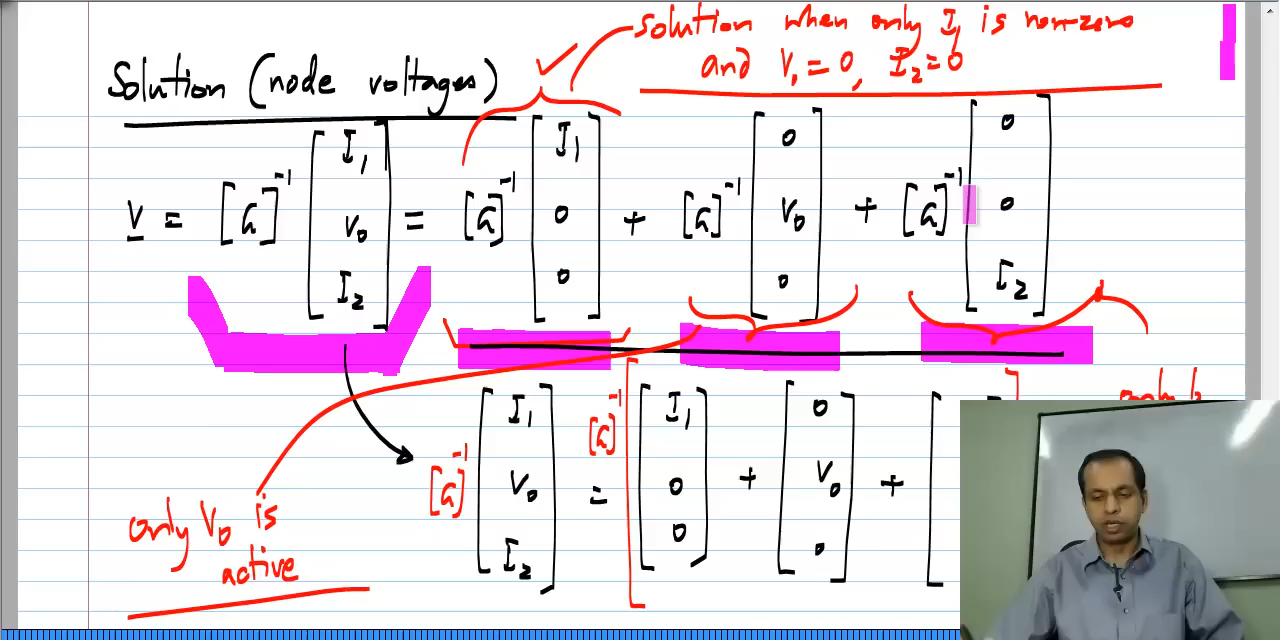 solution when only I₁ is non-zero
and V₁ = 0, I₂ = 0
Solution (node voltages)
V = [G]⁻¹ [I₁ V₀ I₂] = [G]⁻¹ [I₁ 0 0] + [G]⁻¹ [0 V₀ 0] + [G]⁻¹ [0 0 I₂]
[G]⁻¹ [I₁ V₀ I₂] = [G]⁻¹ [ [I₁ 0 0] + [0 V₀ 0] +
only V₀ is
active